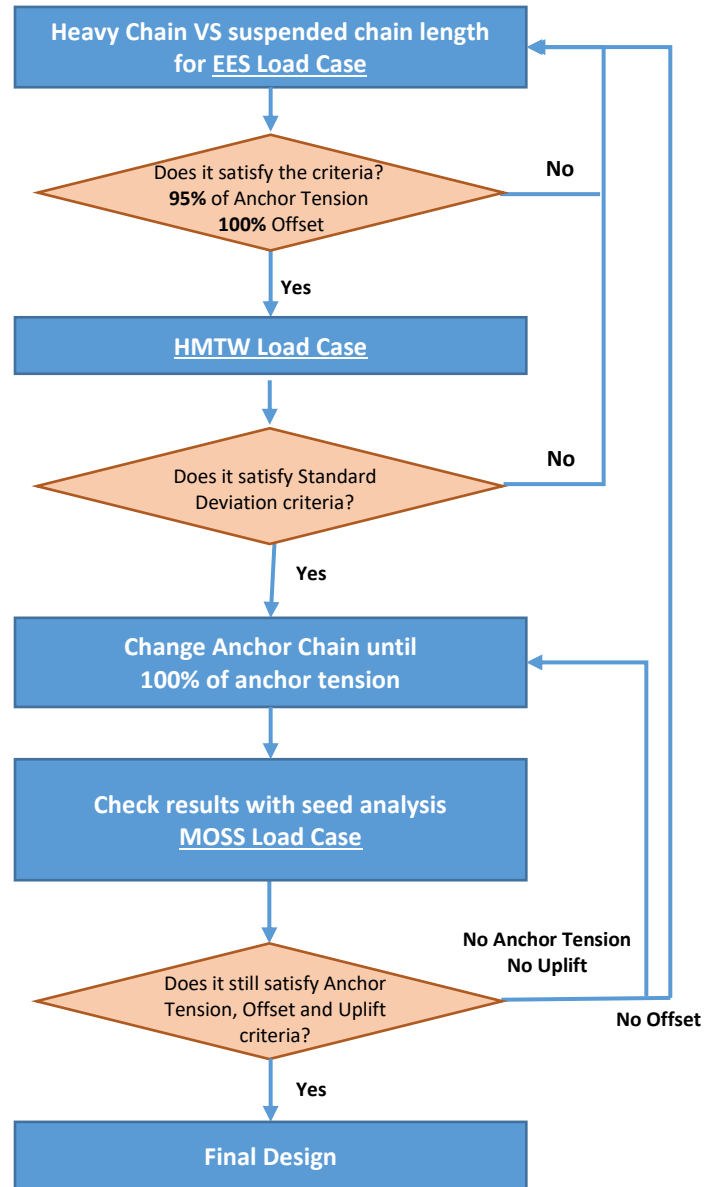 Heavy Chain VS suspended chain length
for EES Load Case
Does it satisfy the criteria?
95% of Anchor Tension
100% Offset
No
Yes
HMTW Load Case
Does it satisfy Standard
Deviation criteria?
No
Yes
Change Anchor Chain until
100% of anchor tension
Check results with seed analysis
MOSS Load Case
Does it still satisfy Anchor
Tension, Offset and Uplift
criteria?
No Anchor Tension
No Uplift
No Offset
Yes
Final Design